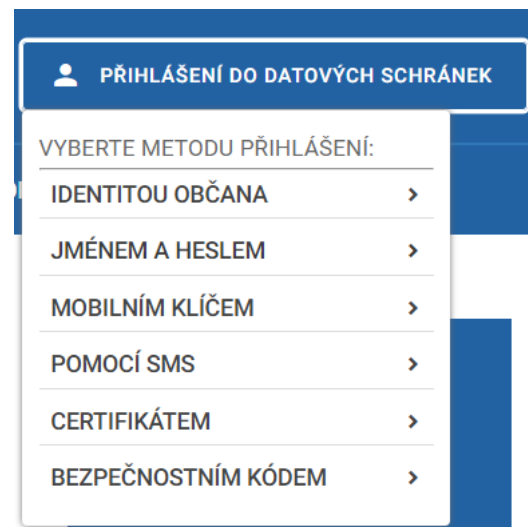 PŘIHLÁŠENÍ DO DATOVÝCH SCHRÁNEK
VYBERTE METODU PŘIHLÁŠENÍ:
IDENTITOU OBČANA
JMÉNEM A HESLEM
MOBILNÍM KLÍČEM
POMOCÍ SMS
CERTIFIKÁTEM
BEZPEČNOSTNÍM KÓDEM